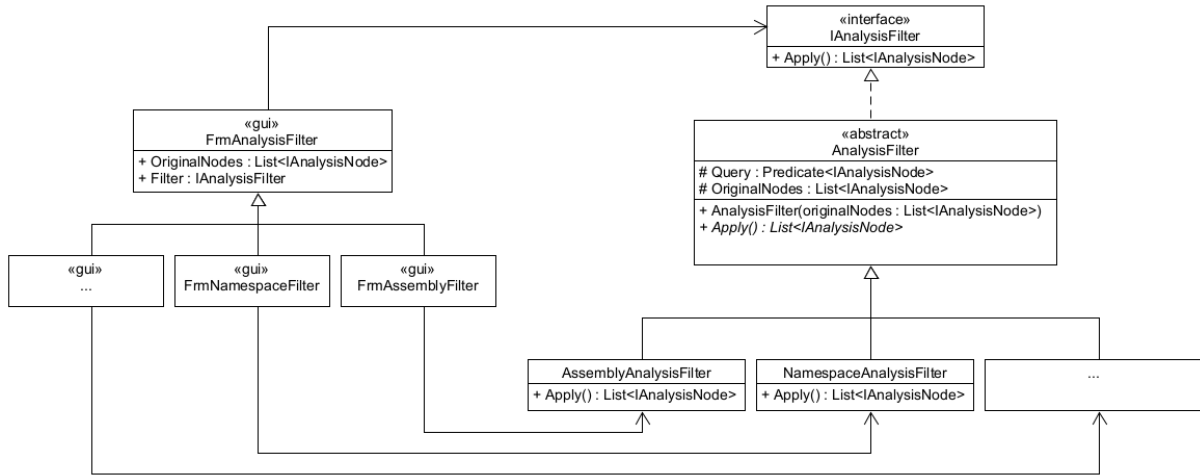 «interface»
IAnalysisFilter
+ Apply() : List<IAnalysisNode>
«gui»
FrmAnalysisFilter
+ OriginalNodes : List<IAnalysisNode>
+ Filter : IAnalysisFilter
«abstract»
AnalysisFilter
# Query : Predicate<IAnalysisNode>
# OriginalNodes : List<IAnalysisNode>
+ AnalysisFilter(originalNodes : List<IAnalysisNode>)
+ Apply() : List<IAnalysisNode>
«gui»
...
«gui»
FrmNamespaceFilter
«gui»
FrmAssemblyFilter
AssemblyAnalysisFilter
+ Apply() : List<IAnalysisNode>
NamespaceAnalysisFilter
+ Apply() : List<IAnalysisNode>
...